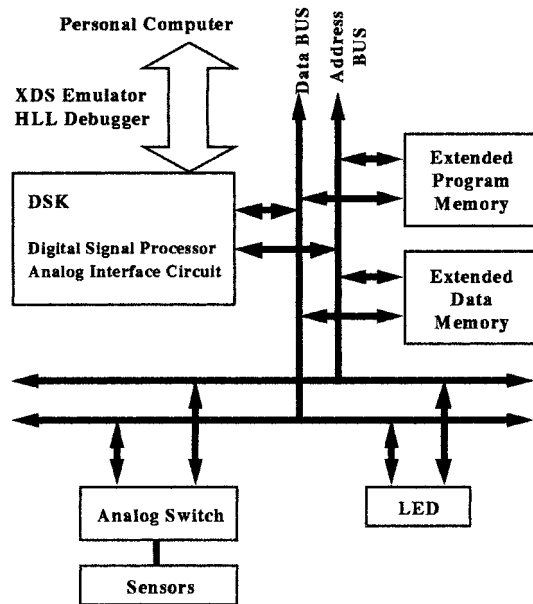 Personal Computer
XDS Emulator
HLL Debugger
Data BUS
Address
BUS
DSK
Digital Signal Processor
Analog Interface Circuit
Extended
Program
Memory
Extended
Data
Memory
Analog Switch
LED
Sensors